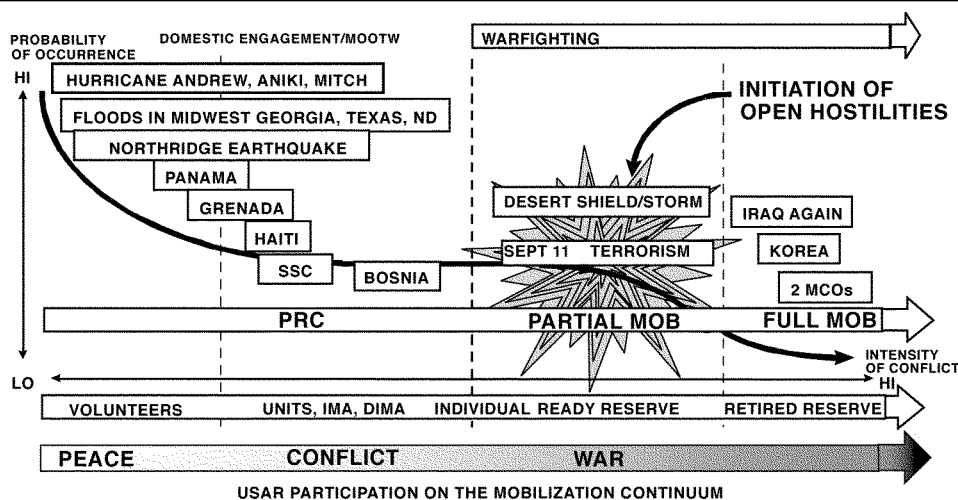 PROBABILITY
OF OCCURRENCE
DOMESTIC ENGAGEMENT/MOOTW
WARFIGHTING
HI
HURRICANE ANDREW, ANIKI, MITCH
INITIATION OF
OPEN HOSTILITIES
FLOODS IN MIDWEST GEORGIA, TEXAS, ND
NORTHRIDGE EARTHQUAKE
PANAMA
GRENADA
DESERT SHIELD/STORM
IRAQ AGAIN
HAITI
SEPT 11 TERRORISM
KOREA
SSC
BOSNIA
2 MCOs
PRC
PARTIAL MOB
FULL MOB
INTENSITY
OF CONFLICT
LO
HI
VOLUNTEERS
UNITS, IMA, DIMA
INDIVIDUAL READY RESERVE
RETIRED RESERVE
PEACE
CONFLICT
WAR
USAR PARTICIPATION ON THE MOBILIZATION CONTINUUM